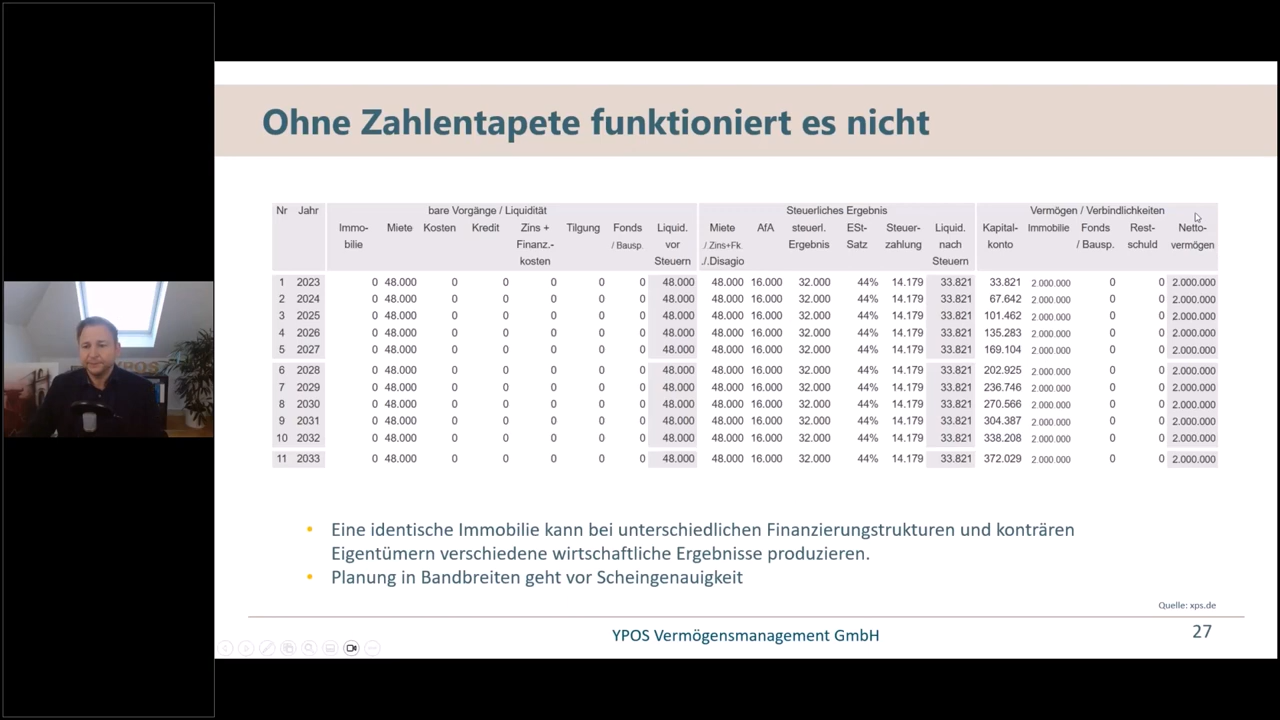 Ohne Zahlentapete funktioniert es nicht
Nr Jahr bare Vorgänge / Liquidität Steuerliches Ergebnis Vermögen / Verbindlichkeiten
Immo- Miete Kosten Kredit Zins + Tilgung Fonds Liquid. Miete AfA steuerl. ESt- Steuer- Liquid. Kapital- Immobilie Fonds Rest- Netto-
bilie Finanz.- / Bausp. vor ./. Zins+Fk. Ergebnis Satz zahlung nach konto / Bausp. schuld vermögen
kosten Steuern ./.Disagio Steuern
1 2023 0 48.000 0 0 0 0 0 48.000 48.000 16.000 32.000 44% 14.179 33.821 33.821 2.000.000 0 0 2.000.000
2 2024 0 48.000 0 0 0 0 0 48.000 48.000 16.000 32.000 44% 14.179 33.821 67.642 2.000.000 0 0 2.000.000
3 2025 0 48.000 0 0 0 0 0 48.000 48.000 16.000 32.000 44% 14.179 33.821 101.462 2.000.000 0 0 2.000.000
4 2026 0 48.000 0 0 0 0 0 48.000 48.000 16.000 32.000 44% 14.179 33.821 135.283 2.000.000 0 0 2.000.000
5 2027 0 48.000 0 0 0 0 0 48.000 48.000 16.000 32.000 44% 14.179 33.821 169.104 2.000.000 0 0 2.000.000
6 2028 0 48.000 0 0 0 0 0 48.000 48.000 16.000 32.000 44% 14.179 33.821 202.925 2.000.000 0 0 2.000.000
7 2029 0 48.000 0 0 0 0 0 48.000 48.000 16.000 32.000 44% 14.179 33.821 236.746 2.000.000 0 0 2.000.000
8 2030 0 48.000 0 0 0 0 0 48.000 48.000 16.000 32.000 44% 14.179 33.821 270.566 2.000.000 0 0 2.000.000
9 2031 0 48.000 0 0 0 0 0 48.000 48.000 16.000 32.000 44% 14.179 33.821 304.387 2.000.000 0 0 2.000.000
10 2032 0 48.000 0 0 0 0 0 48.000 48.000 16.000 32.000 44% 14.179 33.821 338.208 2.000.000 0 0 2.000.000
11 2033 0 48.000 0 0 0 0 0 48.000 48.000 16.000 32.000 44% 14.179 33.821 372.029 2.000.000 0 0 2.000.000
• Eine identische Immobilie kann bei unterschiedlichen Finanzierungstrukturen und konträren
Eigentümern verschiedene wirtschaftliche Ergebnisse produzieren.
• Planung in Bandbreiten geht vor Scheingenauigkeit
Quelle: xps.de
YPOS Vermögensmanagement GmbH
27
YPOS